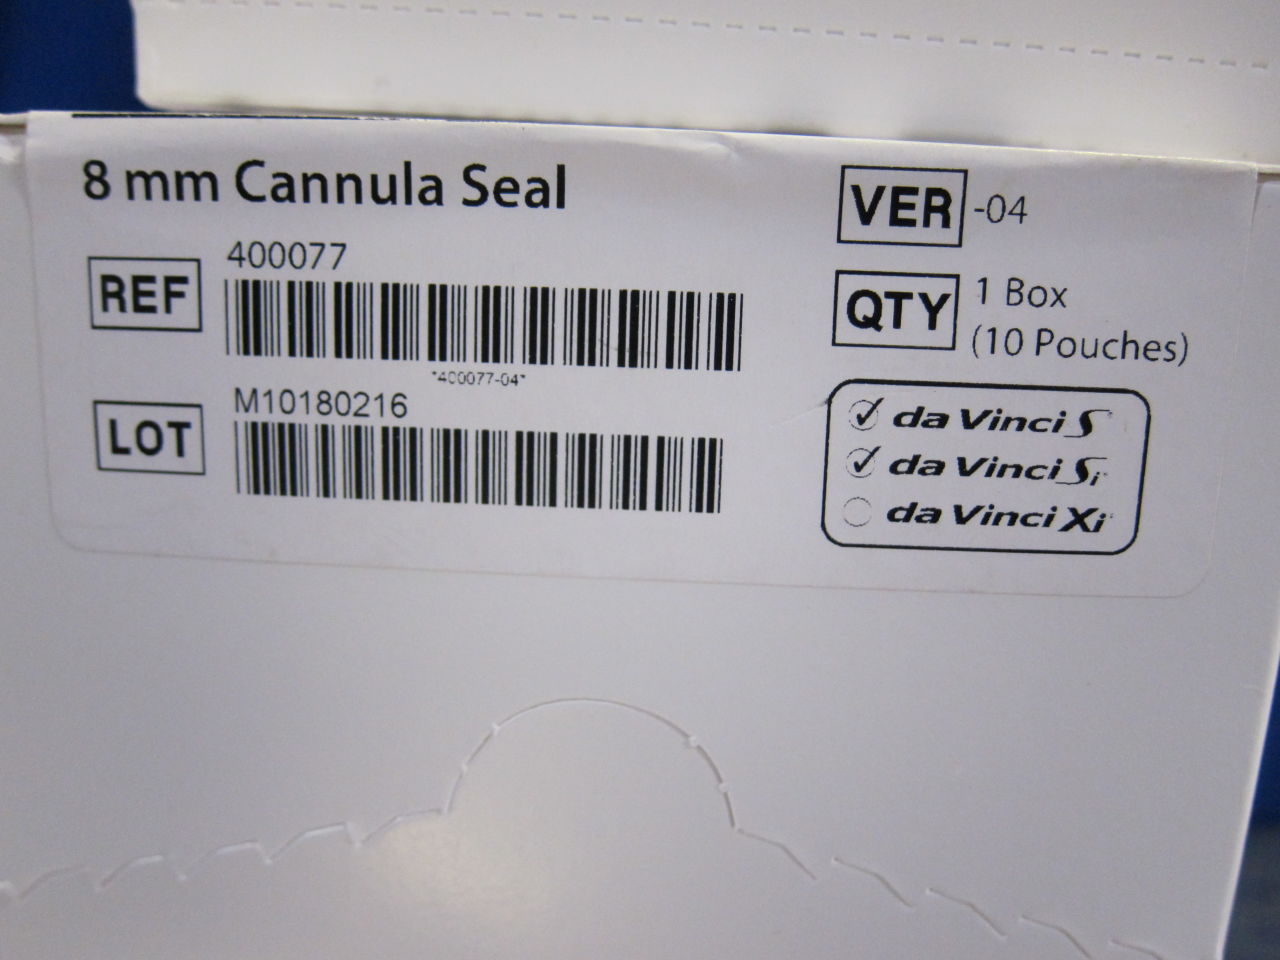 8 mm Cannula Seal
REF
400077
*400077-04*
LOT
M10180216
VER -04
QTY
1 Box
(10 Pouches)
da Vinci S
da Vinci Si
da Vinci Xi